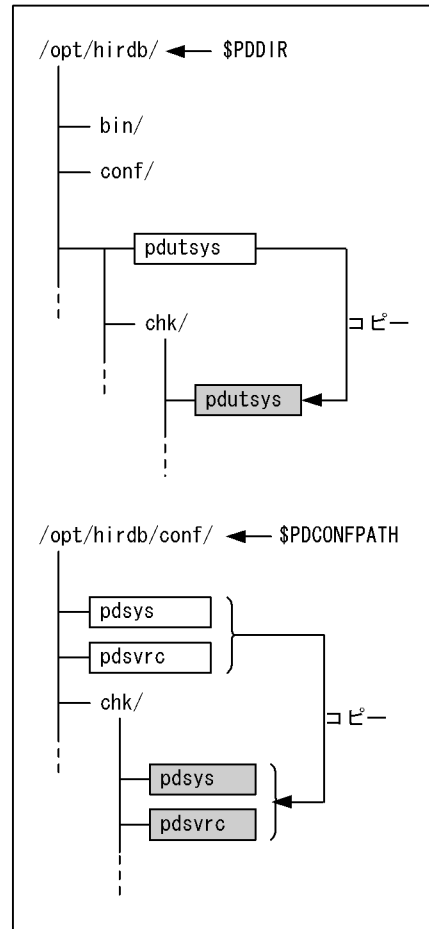 /opt/hirdb/ $PDDIR
bin/
conf/
pdutsys
chk/
コピー
pdutsys
/opt/hirdb/conf/ $PDCONFPATH
pdsys
pdsvrc
chk/
コピー
pdsys
pdsvrc